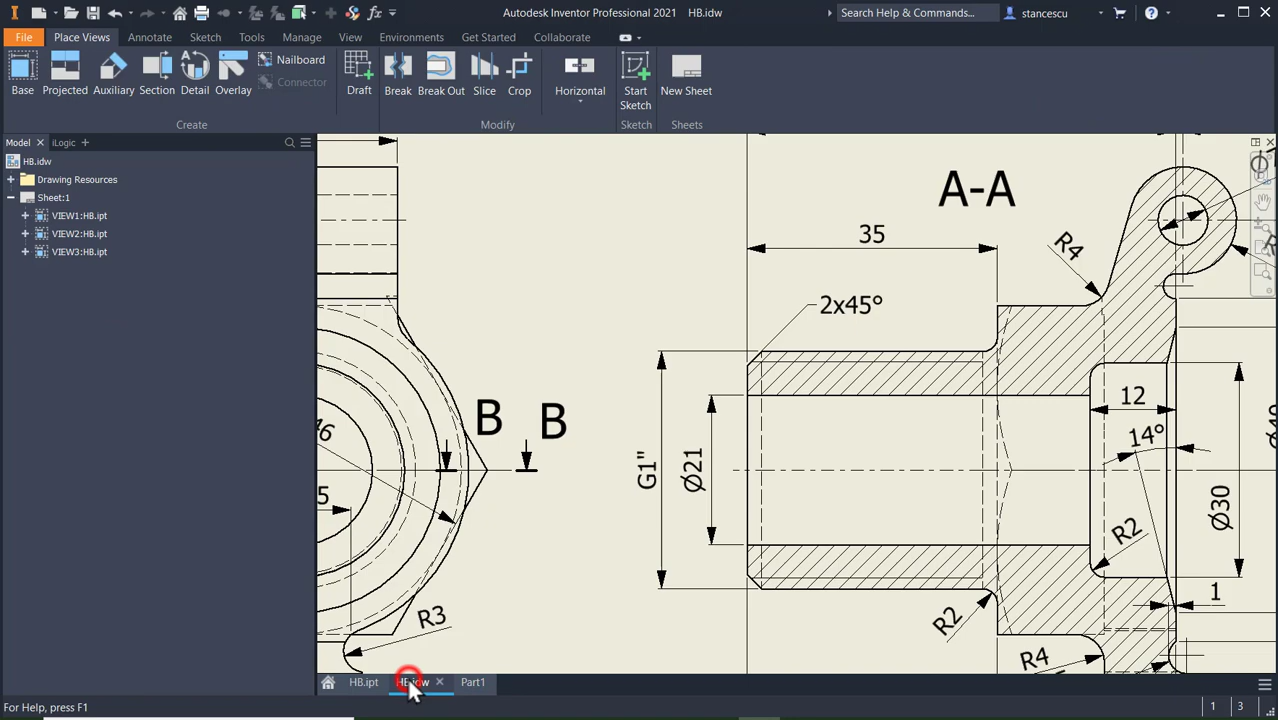 Autodesk Inventor Professional 2021 HB.idw
Search Help & Commands...
stancescu
File Place Views Annotate Sketch Tools Manage View Environments Get Started Collaborate
Base
Projected
Auxiliary
Section
Detail
Overlay
Nailboard
Connector
Draft
Break
Break Out
Slice
Crop
Horizontal
Start
Sketch
New Sheet
Create
Modify
Sketch
Sheets
Model
iLogic
HB.idw
Drawing Resources
Sheet:1
VIEW1:HB.ipt
VIEW2:HB.ipt
VIEW3:HB.ipt
A-A
35
R4
2x45°
B B
12
14°
G1"
Ø21
Ø30
R2
1
R3
R2
R4
HB.ipt
HB.idw
Part1
For Help, press F1
1 3